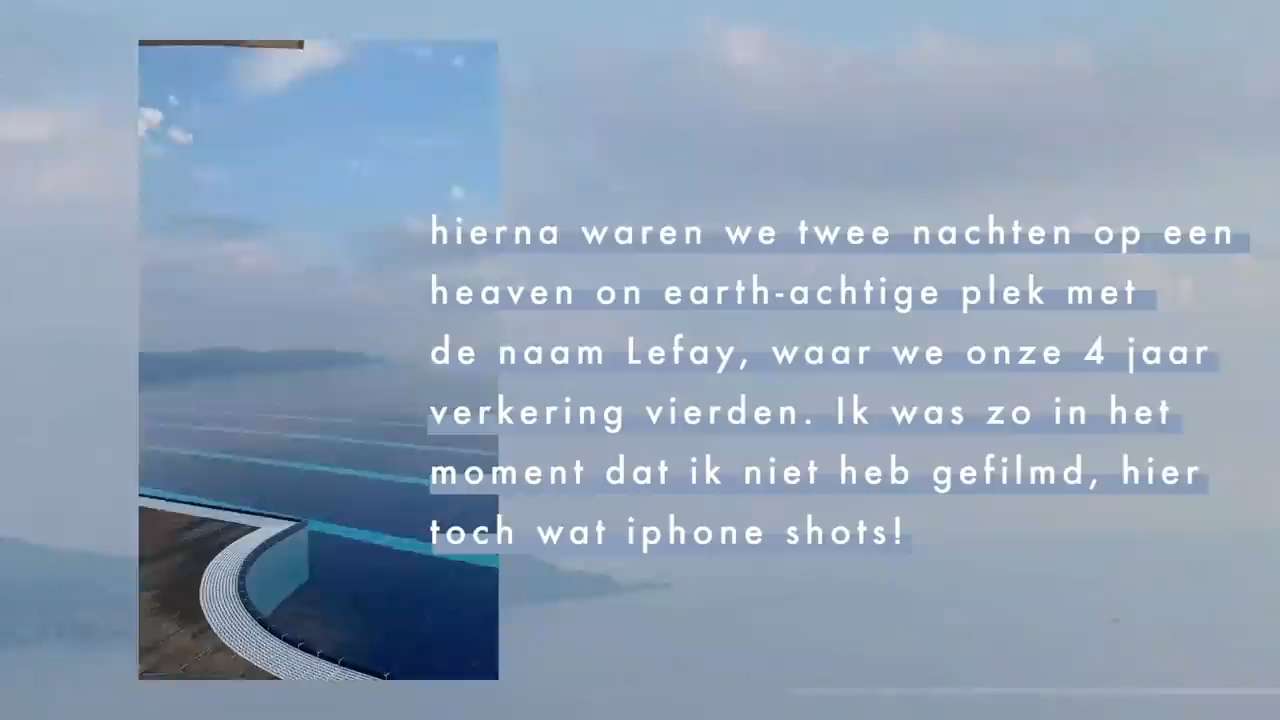 hierna waren we twee nachten op een
heaven on earth-achtige plek met
de naam Lefay, waar we onze 4 jaar
verkering vierden. Ik was zo in het
moment dat ik niet heb gefilmd, hier
toch wat iphone shots!